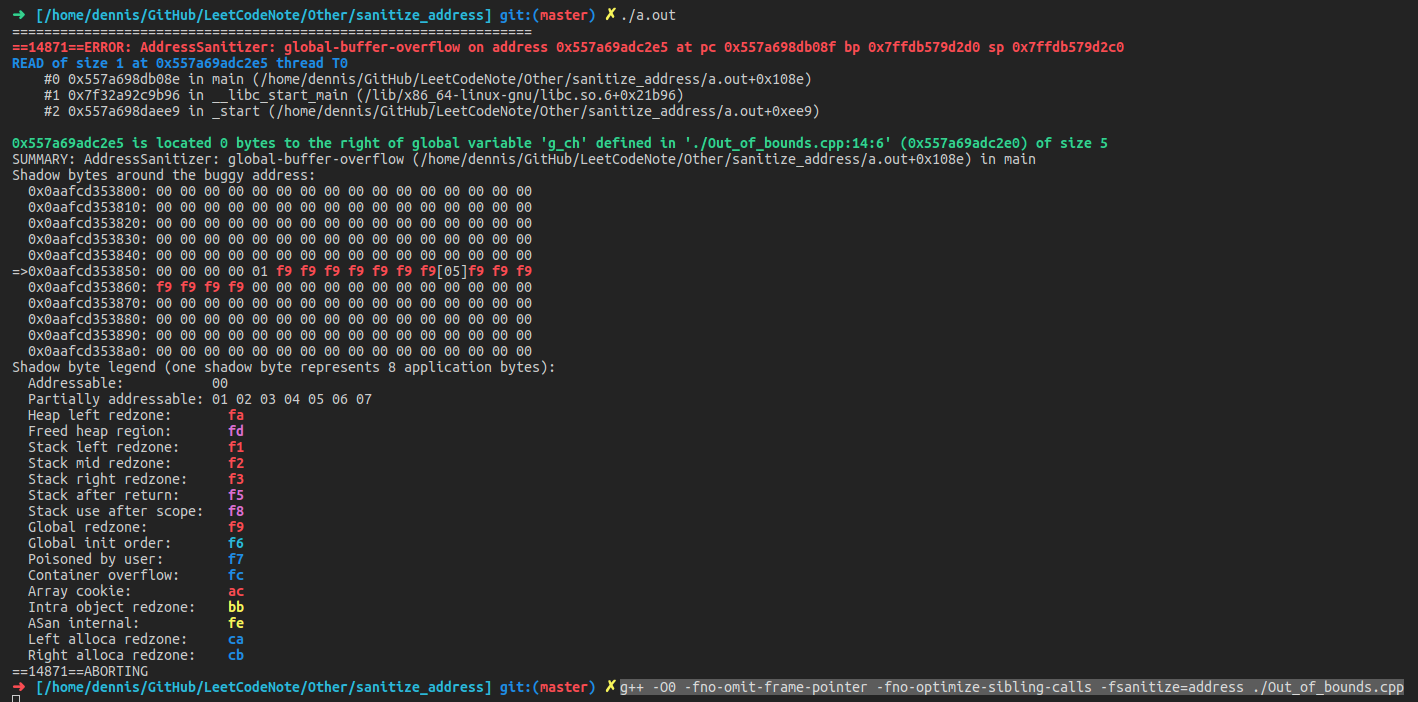 ➜ [/home/dennis/GitHub/LeetCodeNote/Other/sanitize_address] git:(master) ✗ ./a.out
=================================================================
==14871==ERROR: AddressSanitizer: global-buffer-overflow on address 0x557a69adc2e5 at pc 0x557a698db08f bp 0x7ffdb579d2d0 sp 0x7ffdb579d2c0
READ of size 1 at 0x557a69adc2e5 thread T0
    #0 0x557a698db08e in main (/home/dennis/GitHub/LeetCodeNote/Other/sanitize_address/a.out+0x108e)
    #1 0x7f32a92c9b96 in __libc_start_main (/lib/x86_64-linux-gnu/libc.so.6+0x21b96)
    #2 0x557a698daee9 in _start (/home/dennis/GitHub/LeetCodeNote/Other/sanitize_address/a.out+0xee9)

0x557a69adc2e5 is located 0 bytes to the right of global variable 'g_ch' defined in './Out_of_bounds.cpp:14:6' (0x557a69adc2e0) of size 5
SUMMARY: AddressSanitizer: global-buffer-overflow (/home/dennis/GitHub/LeetCodeNote/Other/sanitize_address/a.out+0x108e) in main
Shadow bytes around the buggy address:
  0x0aafcd353800: 00 00 00 00 00 00 00 00 00 00 00 00 00 00 00 00
  0x0aafcd353810: 00 00 00 00 00 00 00 00 00 00 00 00 00 00 00 00
  0x0aafcd353820: 00 00 00 00 00 00 00 00 00 00 00 00 00 00 00 00
  0x0aafcd353830: 00 00 00 00 00 00 00 00 00 00 00 00 00 00 00 00
  0x0aafcd353840: 00 00 00 00 00 00 00 00 00 00 00 00 00 00 00 00
=>0x0aafcd353850: 00 00 00 00 01 f9 f9 f9 f9 f9 f9 f9[05]f9 f9 f9
  0x0aafcd353860: f9 f9 f9 f9 00 00 00 00 00 00 00 00 00 00 00 00
  0x0aafcd353870: 00 00 00 00 00 00 00 00 00 00 00 00 00 00 00 00
  0x0aafcd353880: 00 00 00 00 00 00 00 00 00 00 00 00 00 00 00 00
  0x0aafcd353890: 00 00 00 00 00 00 00 00 00 00 00 00 00 00 00 00
  0x0aafcd3538a0: 00 00 00 00 00 00 00 00 00 00 00 00 00 00 00 00
Shadow byte legend (one shadow byte represents 8 application bytes):
  Addressable:           00
  Partially addressable: 01 02 03 04 05 06 07
  Heap left redzone:       fa
  Freed heap region:       fd
  Stack left redzone:      f1
  Stack mid redzone:       f2
  Stack right redzone:     f3
  Stack after return:      f5
  Stack use after scope:   f8
  Global redzone:          f9
  Global init order:       f6
  Poisoned by user:        f7
  Container overflow:      fc
  Array cookie:            ac
  Intra object redzone:    bb
  ASan internal:           fe
  Left alloca redzone:     ca
  Right alloca redzone:    cb
==14871==ABORTING
➜ [/home/dennis/GitHub/LeetCodeNote/Other/sanitize_address] git:(master) ✗ g++ -O0 -fno-omit-frame-pointer -fno-optimize-sibling-calls -fsanitize=address ./Out_of_bounds.cpp